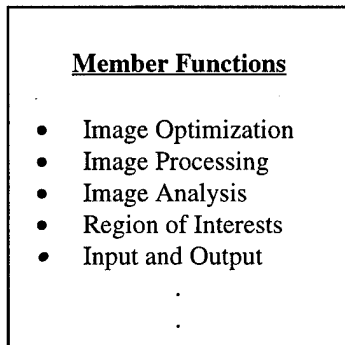 Member Functions
• Image Optimization
• Image Processing
• Image Analysis
• Region of Interests
• Input and Output
.
.